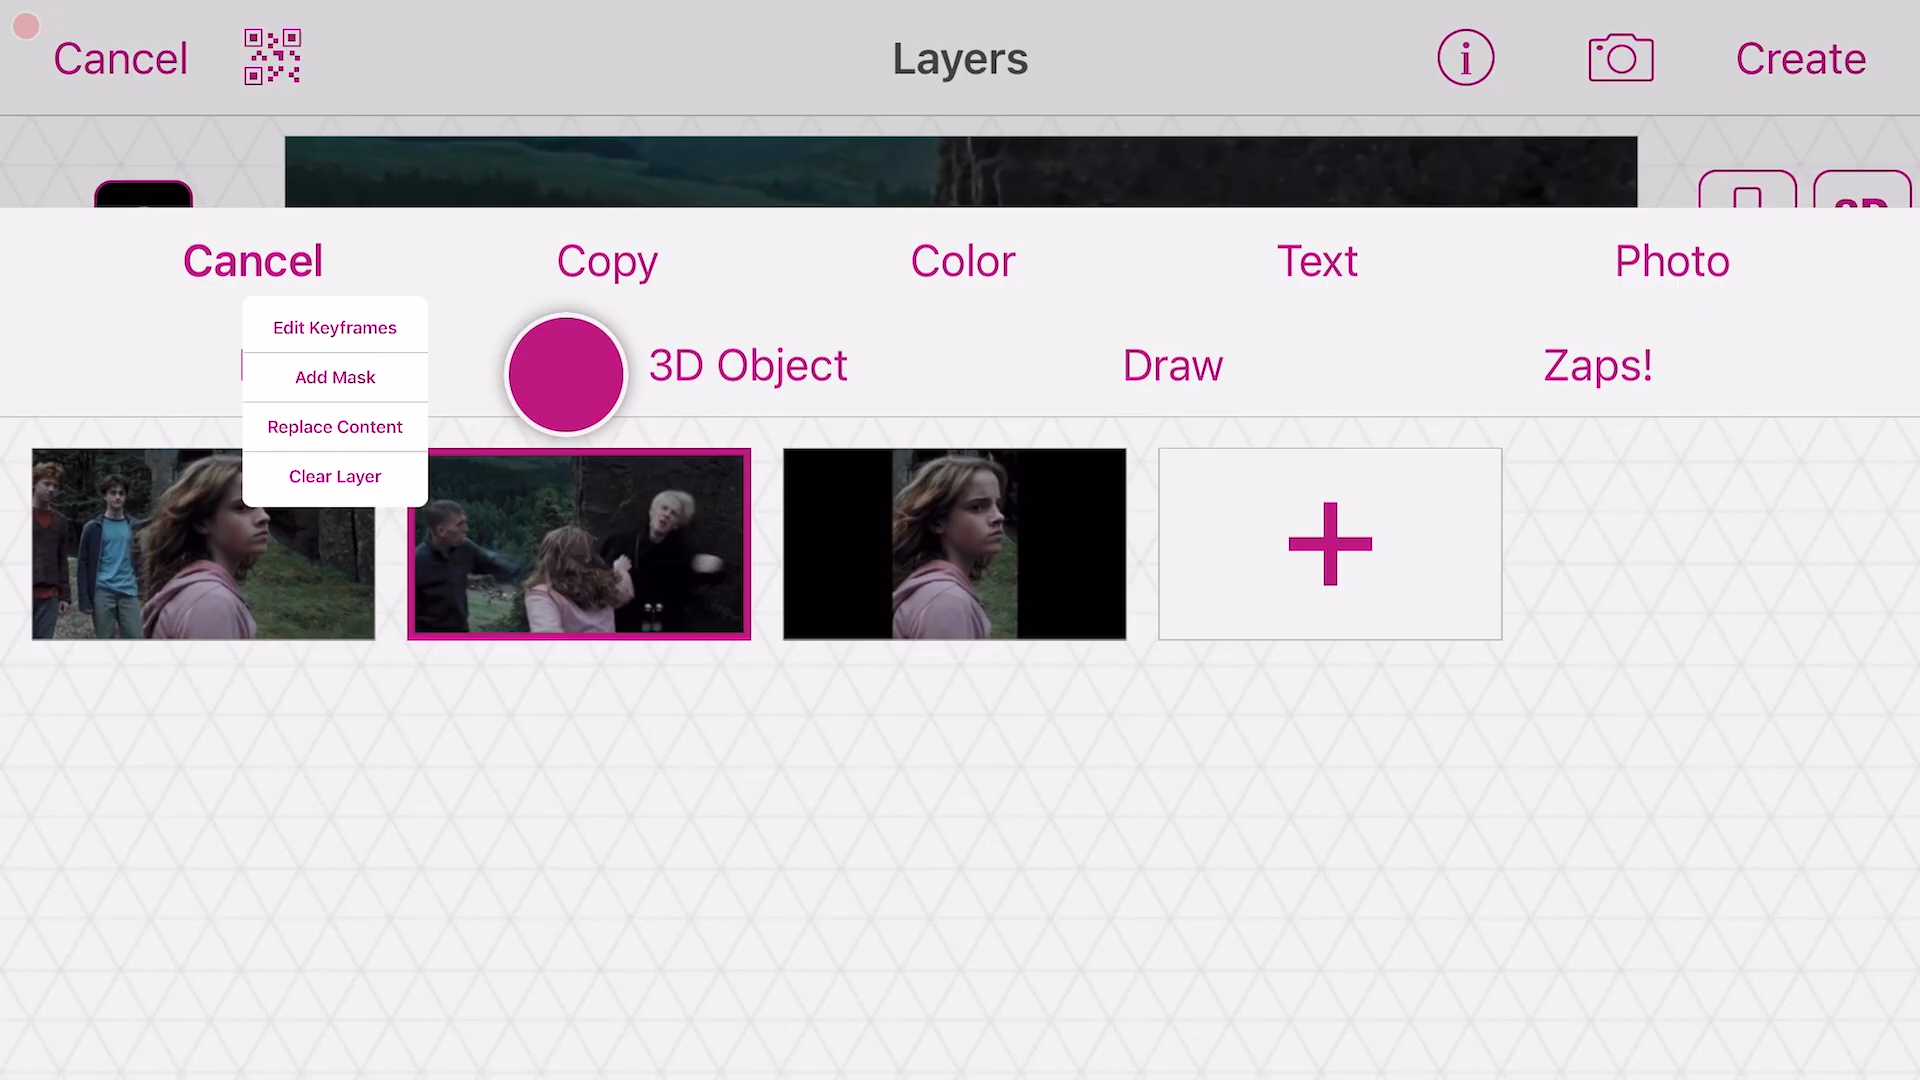 Cancel
Layers
Create
Cancel
Copy
Color
Text
Photo
Edit Keyframes
Add Mask
Replace Content
Clear Layer
3D Object
Draw
Zaps!